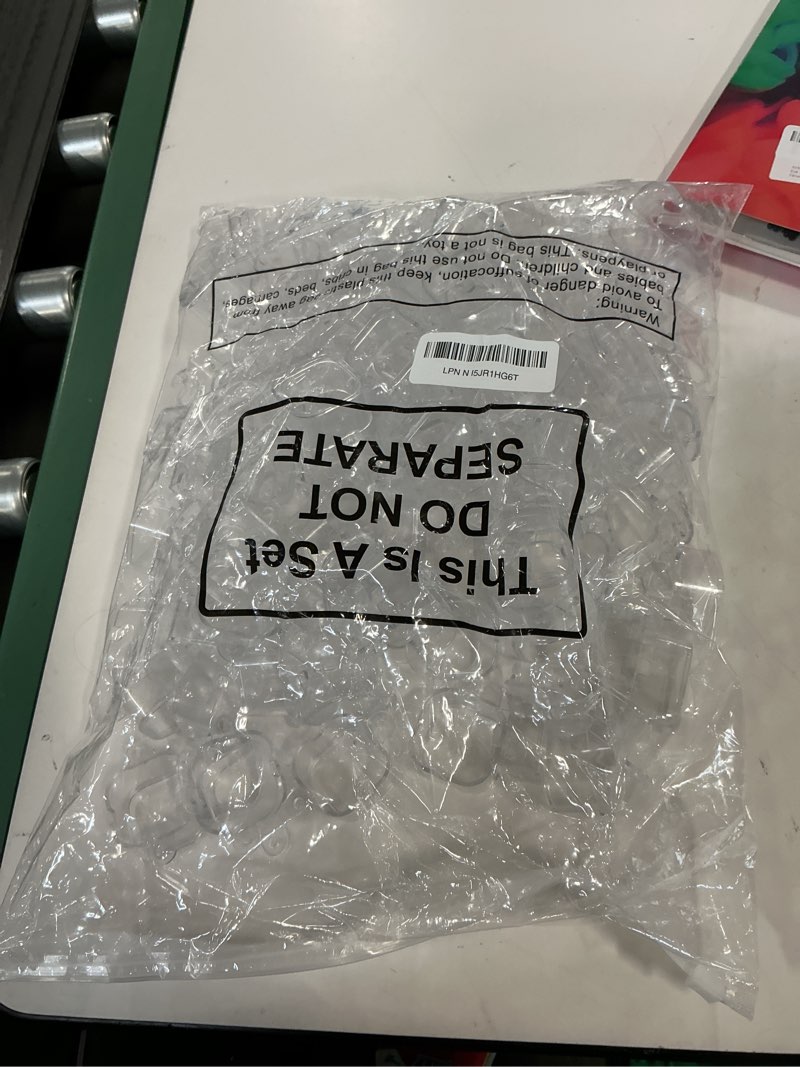 This Is A Set
DO NOT
SEPARATE
Warning:
To avoid danger of suffocation, keep this plastic bag away from
babies and children. Do not use this bag in cribs, beds, carriages,
or playpens. This bag is not a toy.
LPN N I5JR1HG6T